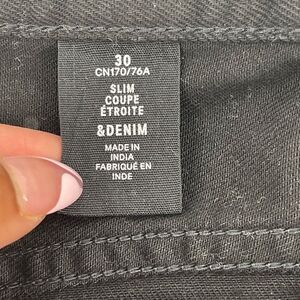 30
CN170/76A
SLIM
COUPE
ÉTROITE
&DENIM
MADE IN
INDIA
FABRIQUÉ EN
INDE